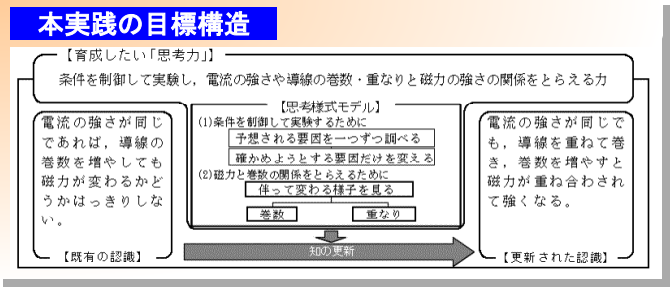 本実践の目標構造
【育成したい「思考力」】
条件を制御して実験し，電流の強さや導線の巻数・重なりと磁力の強さの関係をとらえる力
電流の強さが同じ
であれば，導線の
巻数を増やしても
磁力が変わるかど
うかはっきりしな
い。
【既有の認識】
【思考様式モデル】
(1)条件を制御して実験するために
予想される要因を一つずつ調べる
確かめようとする要因だけを変える
(2)磁力と巻数の関係をとらえるために
伴って変わる様子を見る
巻数
重なり
知の更新
電流の強さが同じで
も，導線を重ねて巻
き，巻数を増やすと
磁力が重ね合わされ
て強くなる。
【更新された認識】